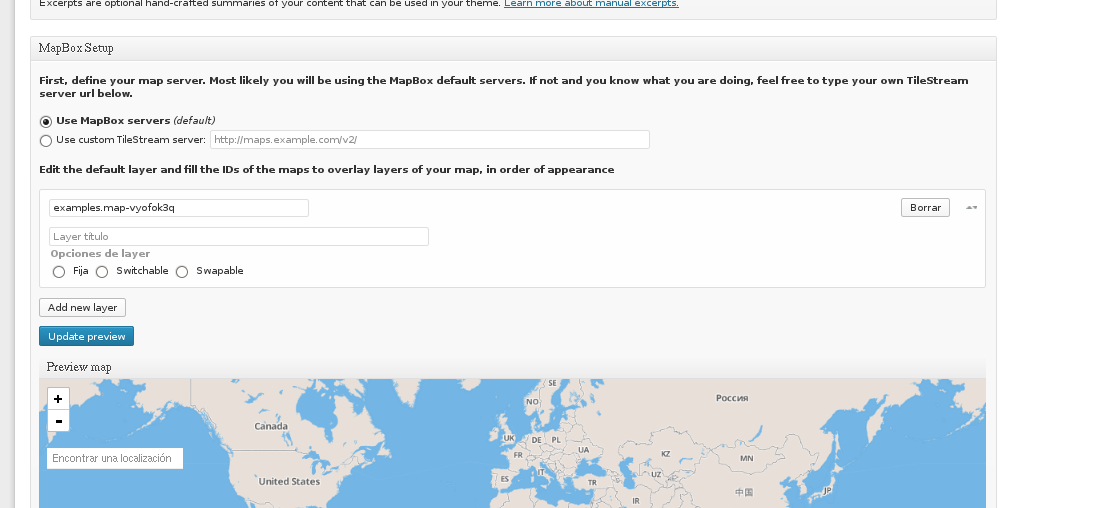 Excerpts are optional hand-crafted summaries of your content that can be used in your theme. Learn more about manual excerpts.
MapBox Setup
First, define your map server. Most likely you will be using the MapBox default servers. If not and you know what you are doing, feel free to type your own TileStream
server url below.
Use MapBox servers (default)
Use custom TileStream server: http://maps.example.com/v2/
Edit the default layer and fill the IDs of the maps to overlay layers of your map, in order of appearance
examples.map-vyofok3q
Borrar
Layer título
Opciones de layer
Fija Switchable Swapable
Add new layer
Update preview
Preview map
+
-
SE
Россия
NO
Canada
UK DE PL
UA
FR
KZ
MN
Encontrar una localización
ES IT
TR
UZ
United States
IR
中国
JP